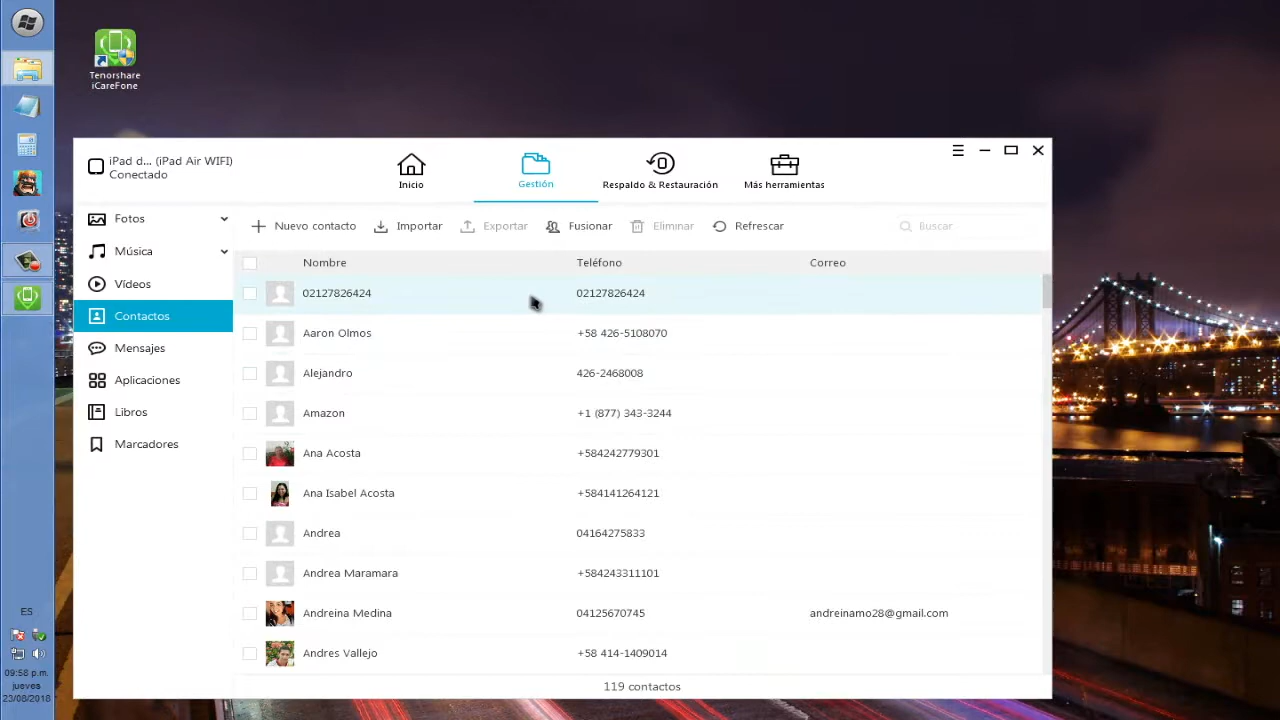 Tenorshare
iCareFone
iPad d... (iPad Air WIFI)
Conectado
Inicio
Gestión
Respaldo & Restauración
Más herramientas
Fotos
Música
Vídeos
Contactos
Mensajes
Aplicaciones
Libros
Marcadores
Nuevo contacto
Importar
Exportar
Fusionar
Eliminar
Refrescar
Buscar
Nombre Teléfono Correo
02127826424 02127826424
Aaron Olmos +58 426-5108070
Alejandro 426-2468008
Amazon +1 (877) 343-3244
Ana Acosta +584242779301
Ana Isabel Acosta +584141264121
Andrea 04164275833
Andrea Maramara +584243311101
Andreina Medina 04125670745 andreinamo28@gmail.com
Andres Vallejo +58 414-1409014
119 contactos
ES
09:58 p.m.
jueves
23/08/2018